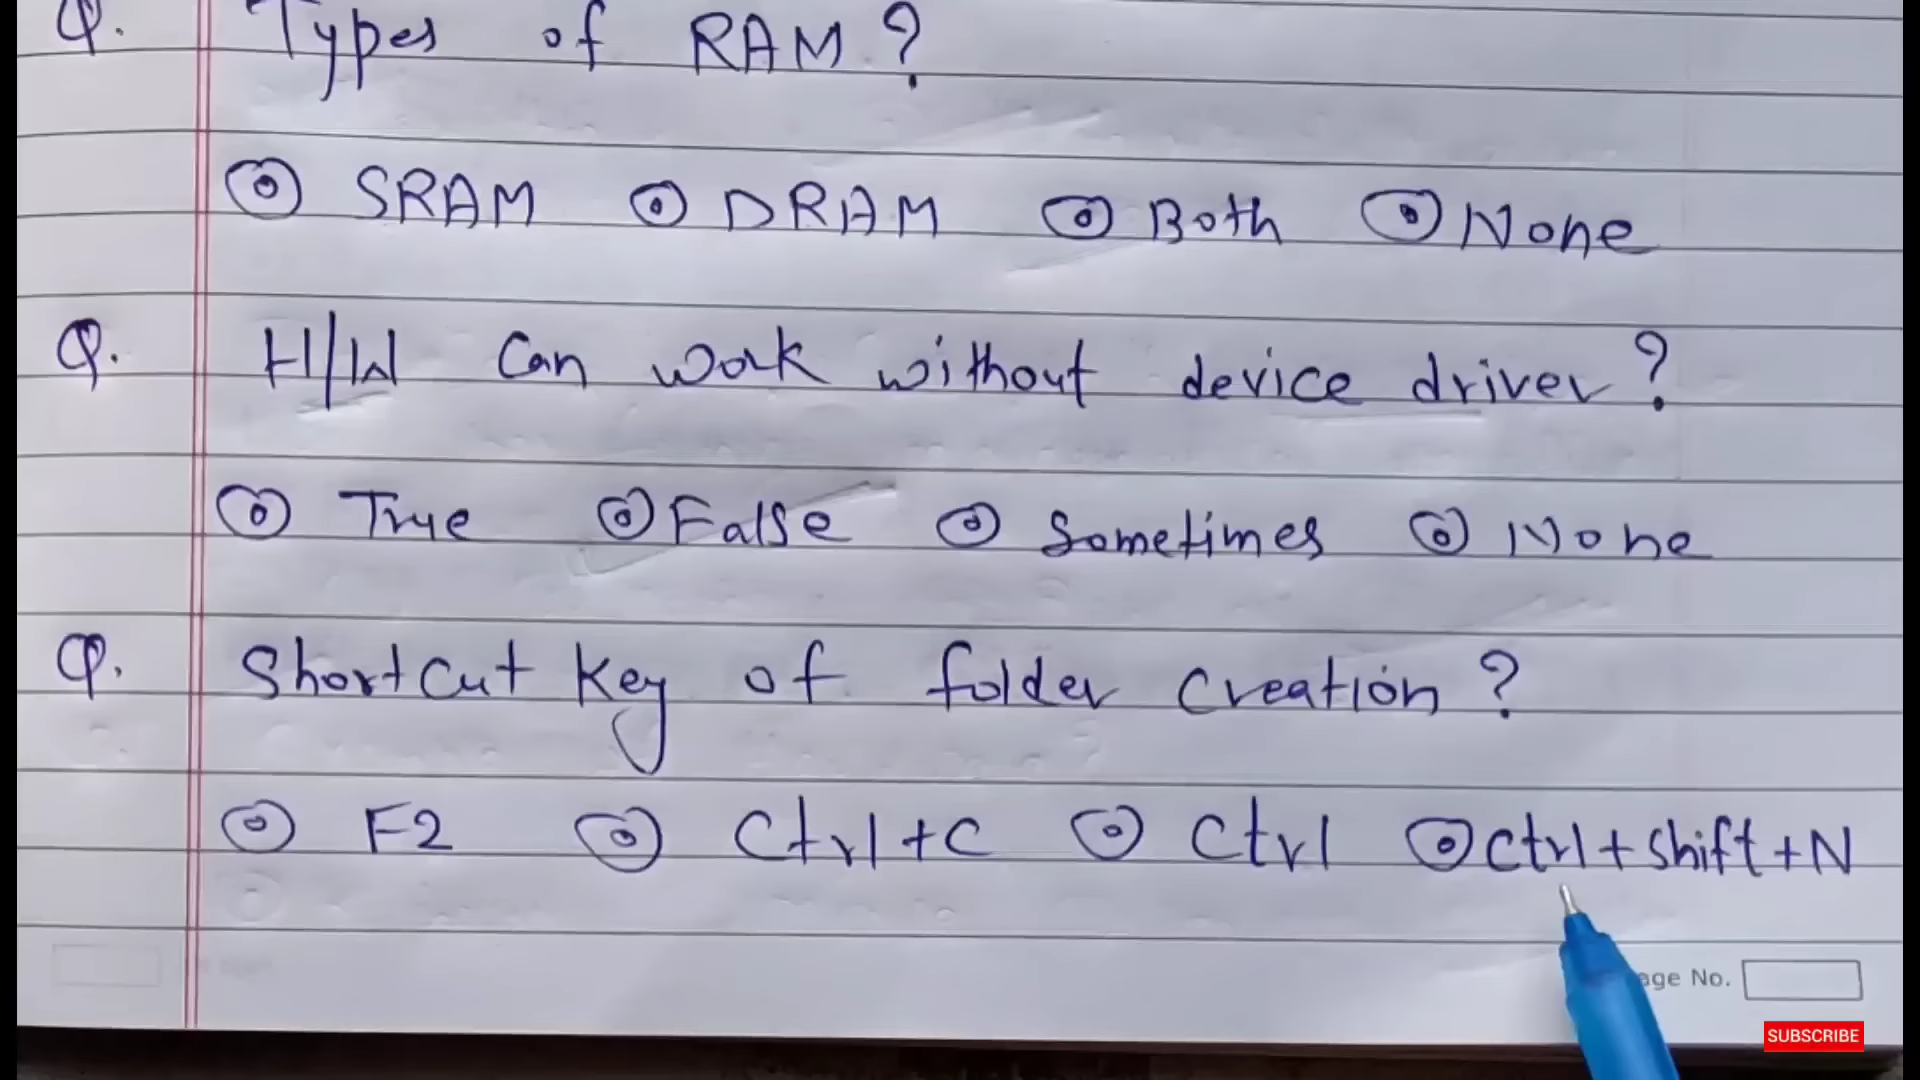 Q. Types of RAM?
SRAM DRAM Both None
Q. H/W Can work without device driver?
True False Sometimes None
Q. Shortcut Key of folder Creation?
F2 Ctrl+C Ctrl Ctrl+Shift+N
age No.
SUBSCRIBE